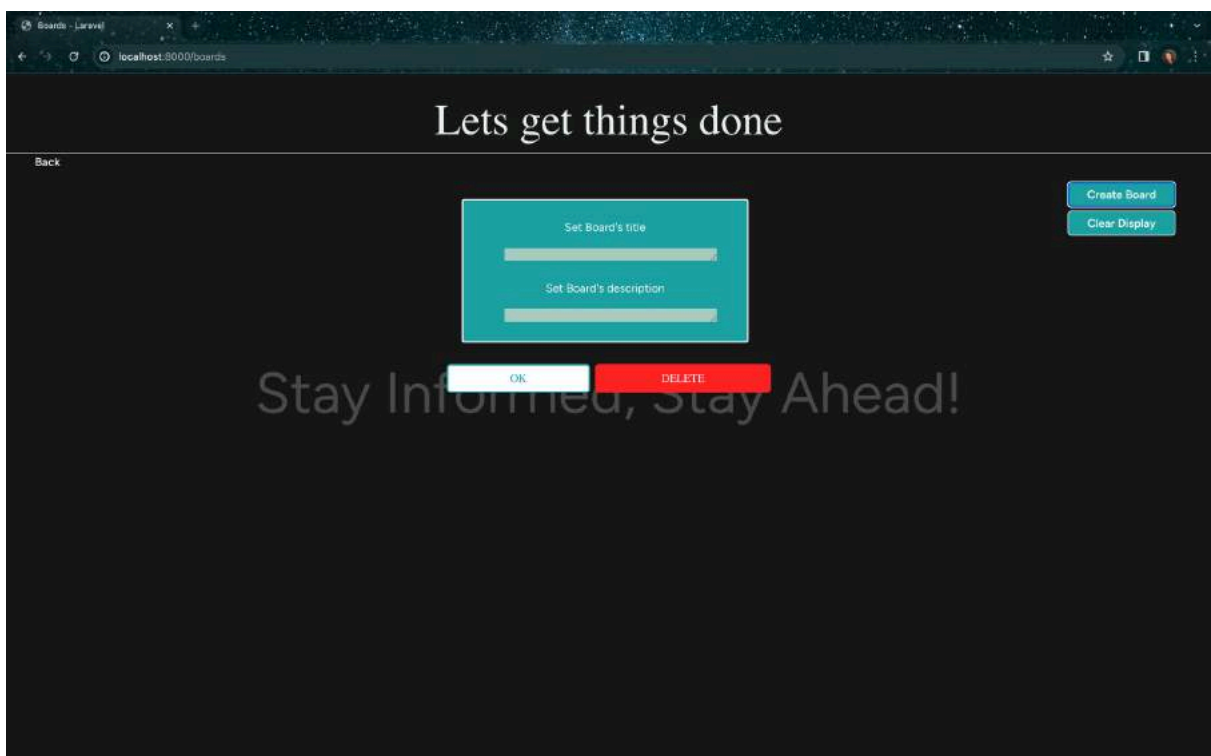 Boards - Laravel
localhost:8000/boards
Lets get things done
Back
Create Board
Clear Display
Set Board's title
Set Board's description
OK
DELETE
Stay Informed, Stay Ahead!